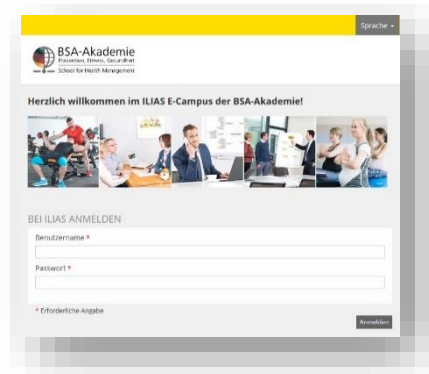 Sprache
BSA-Akademie
Prävention, Fitness, Gesundheit
School for Health Management
Herzlich willkommen im ILIAS E-Campus der BSA-Akademie!
BEI ILIAS ANMELDEN
Benutzername *
Passwort *
* Erforderliche Angabe
Anmelden